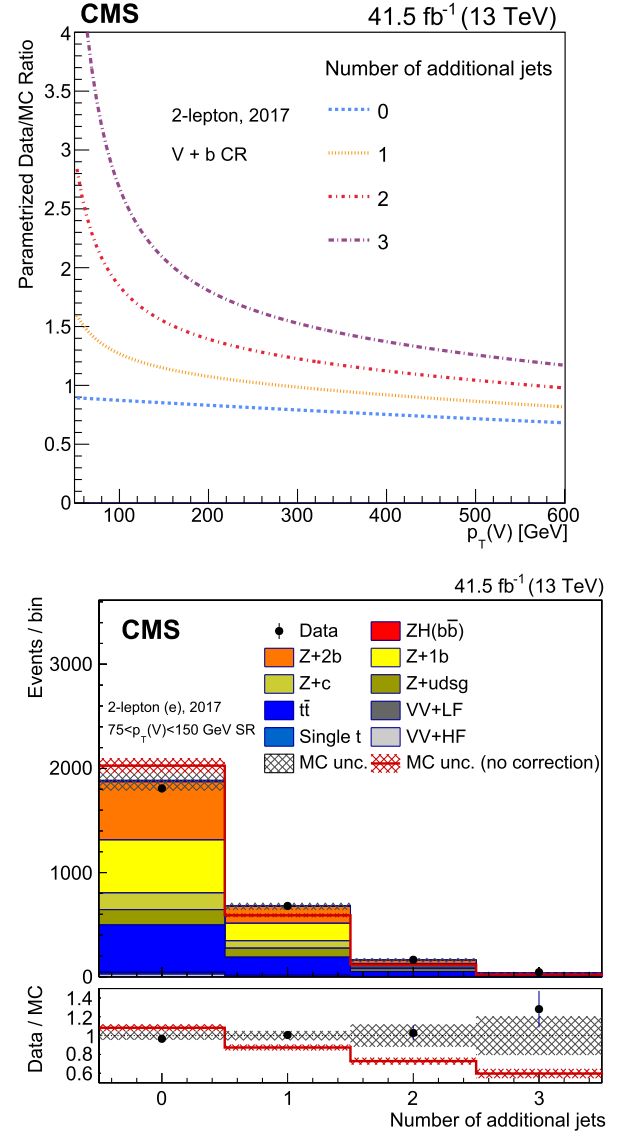 CMS 41.5 fb⁻¹ (13 TeV)
Parametrized Data/MC Ratio
4
3.5
3
2.5
2
1.5
1
0.5
0
Number of additional jets
0
1
2
3
2-lepton, 2017
V + b CR
100 200 300 400 500 600
p_T(V) [GeV]
41.5 fb⁻¹ (13 TeV)
Events / bin
3000
2000
1000
0
CMS
Data ZH(bb̅)
Z+2b Z+1b
Z+c Z+udsg
tt̅ VV+LF
Single t VV+HF
MC unc. MC unc. (no correction)
2-lepton (e), 2017
75<p_T(V)<150 GeV SR
Data / MC
1.4
1.2
1
0.8
0.6
0 1 2 3
Number of additional jets